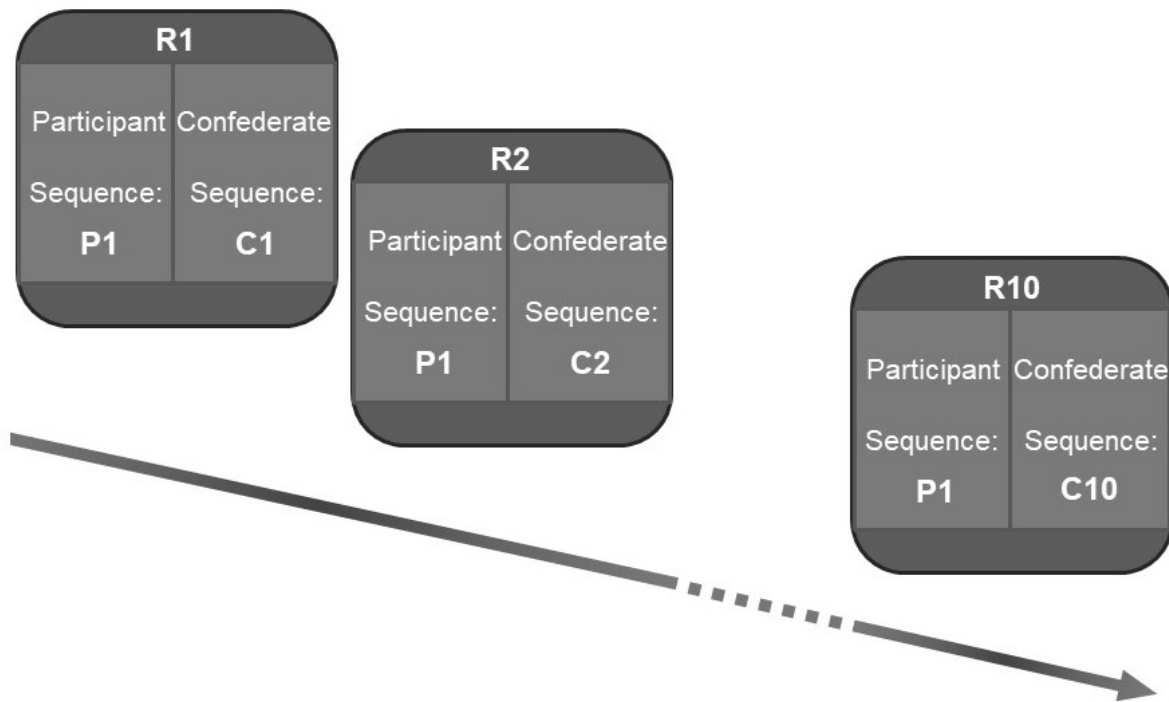 R1
Participant Confederate
Sequence: Sequence:
P1 C1
R2
Participant Confederate
Sequence: Sequence:
P1 C2
R10
Participant Confederate
Sequence: Sequence:
P1 C10